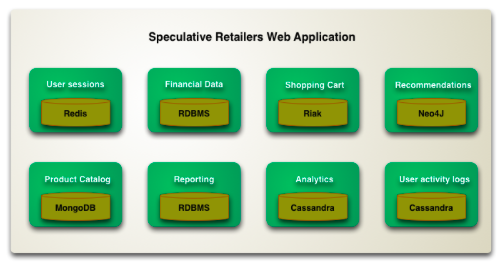 Speculative Retailers Web Application
User sessions
Redis
Financial Data
RDBMS
Shopping Cart
Riak
Recommendations
Neo4J
Product Catalog
MongoDB
Reporting
RDBMS
Analytics
Cassandra
User activity logs
Cassandra